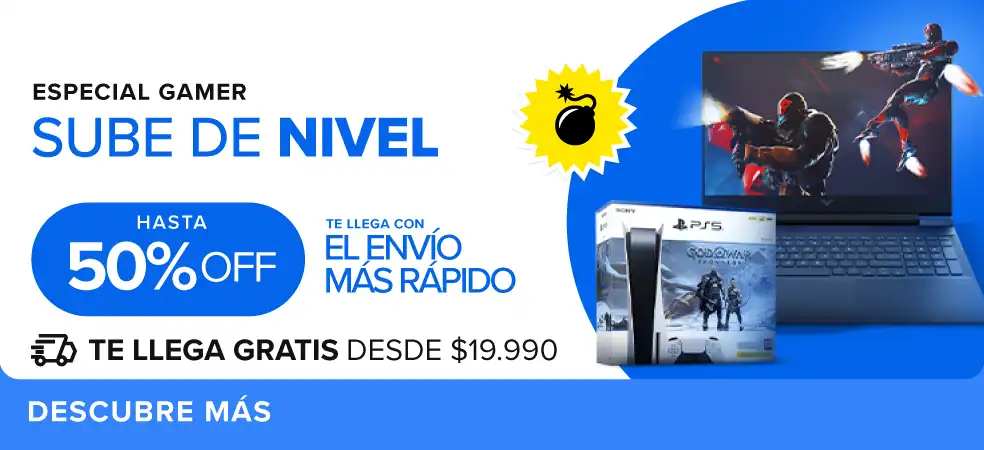 ESPECIAL GAMER
SUBE DE NIVEL
HASTA
50% OFF
TE LLEGA CON
EL ENVÍO
MÁS RÁPIDO
TE LLEGA GRATIS DESDE $19.990
DESCUBRE MÁS
SONY
PS5
GOD OF WAR
RAGNARÖK